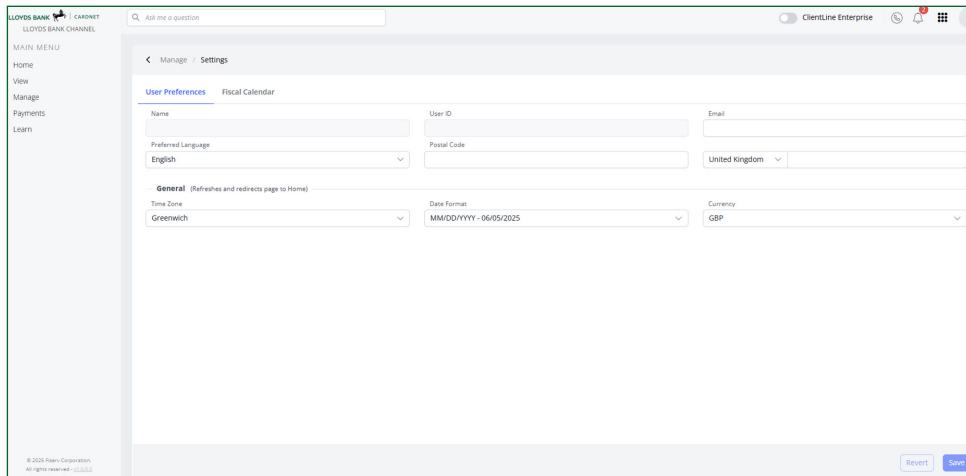 LLOYDS BANK | CARDNET
LLOYDS BANK CHANNEL
MAIN MENU
Home
View
Manage
Payments
Learn
© 2025 Fiserv Corporation.
All rights reserved -
Ask me a question
ClientLine Enterprise
2
Manage / Settings
User Preferences Fiscal Calendar
Name User ID Email
Preferred Language Postal Code
English United Kingdom
General (Refreshes and redirects page to Home)
Time Zone Date Format Currency
Greenwich MM/DD/YYYY - 06/05/2025 GBP
Revert Save